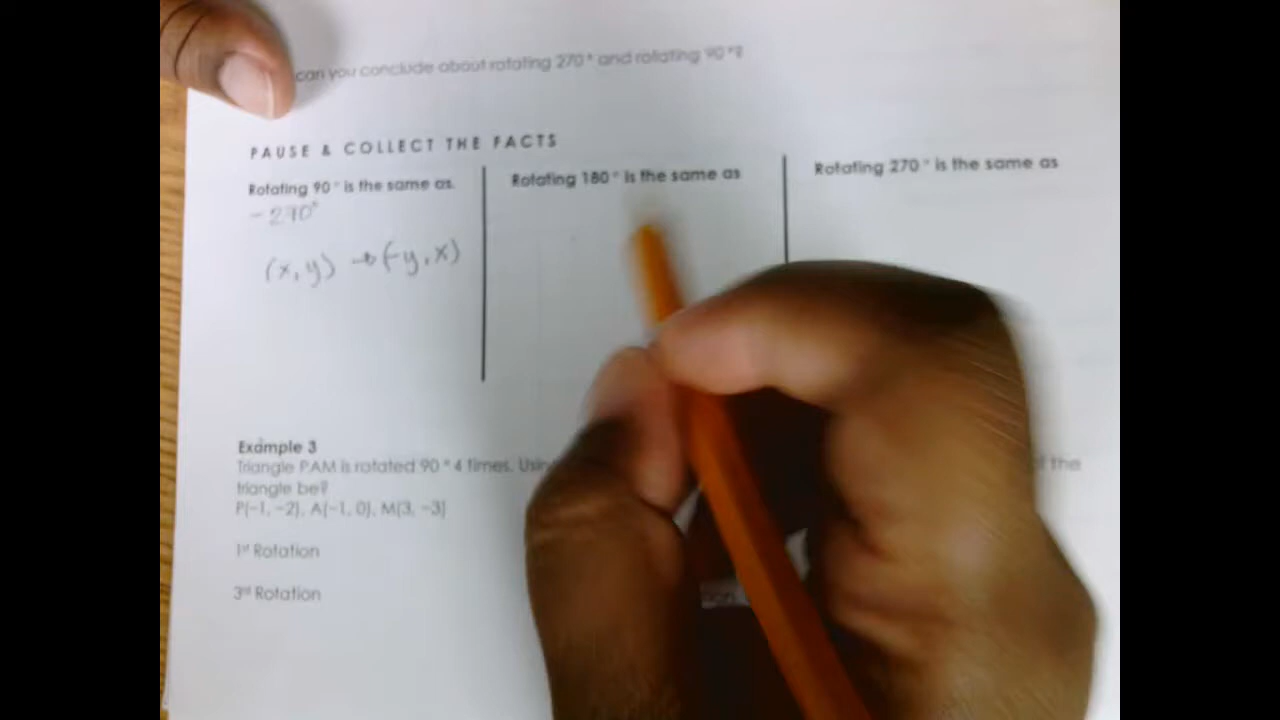 can you conclude about rotating 270° and rotating 90°?
PAUSE & COLLECT THE FACTS
Rotating 90° is the same as
-270°
(x, y) → (-y, x)
Rotating 180° is the same as
Rotating 270° is the same as
Example 3
Triangle PAM is rotated 90° 4 times. of the
triangle be?
P(-1, -2), A(-1, 0), M(3, -3)
1st Rotation
3rd Rotation